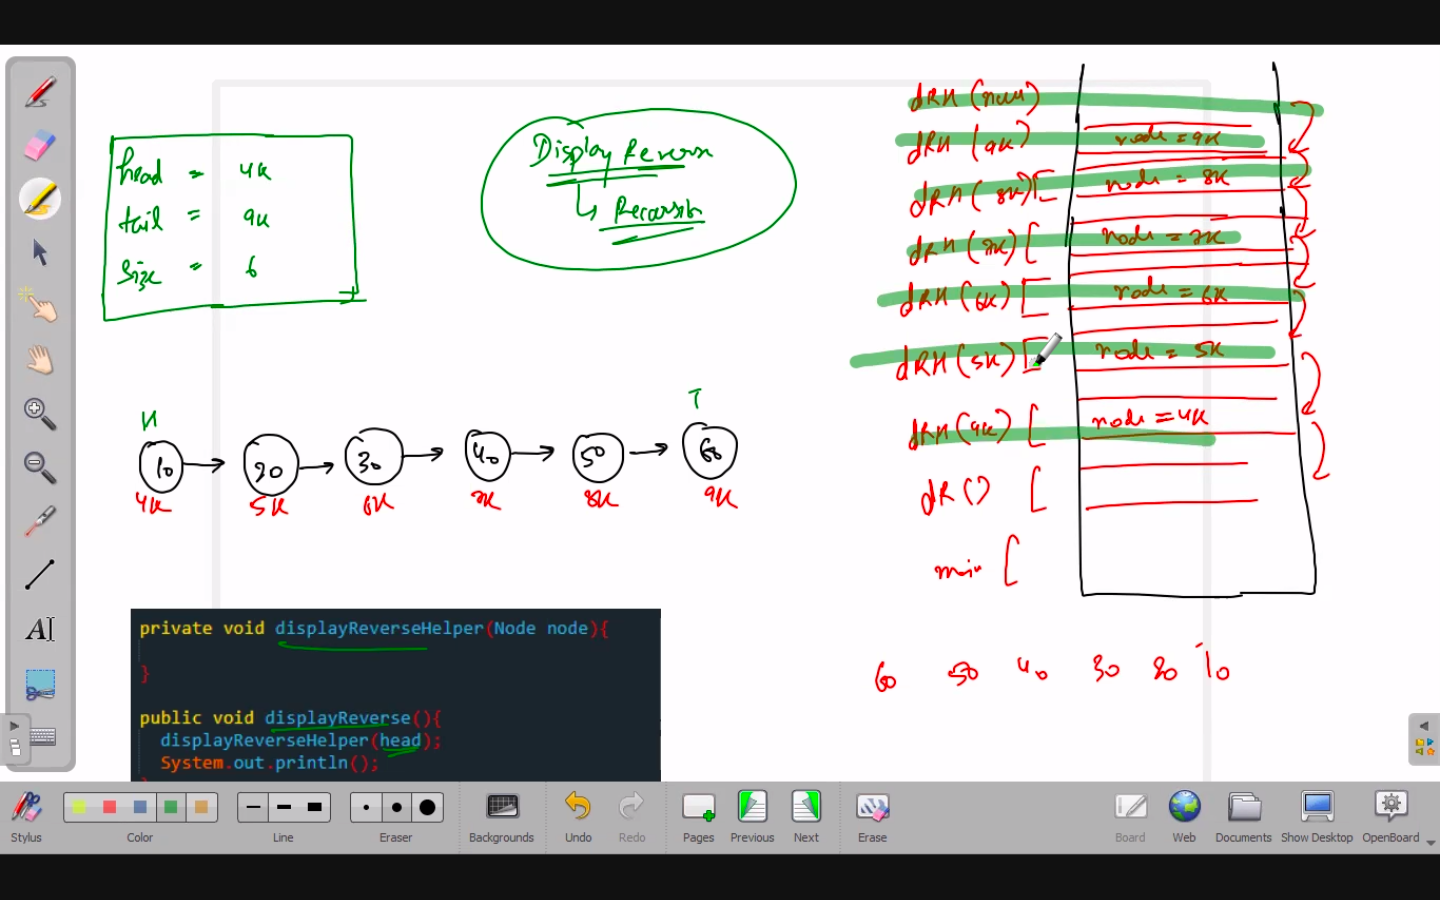 head = 4k
tail = 9k
size = 6
Display Reverse
Recursion
H
T
10 20 30 40 50 60
4k 5k 6k 7k 8k 9k
dRH (null)
dRH (9k) node = 9k
dRH (8k) node = 8k
dRH (7k) node = 7k
dRH (6k) node = 6k
dRH (5k) node = 5k
dRH (4k) node = 4k
dR ()
main
60 50 40 30 20 10
private void displayReverseHelper(Node node){
}
public void displayReverse(){
displayReverseHelper(head);
System.out.println();
A
Stylus Color Line Eraser Backgrounds Undo Redo Pages Previous Next Erase Board Web Documents Show Desktop OpenBoard